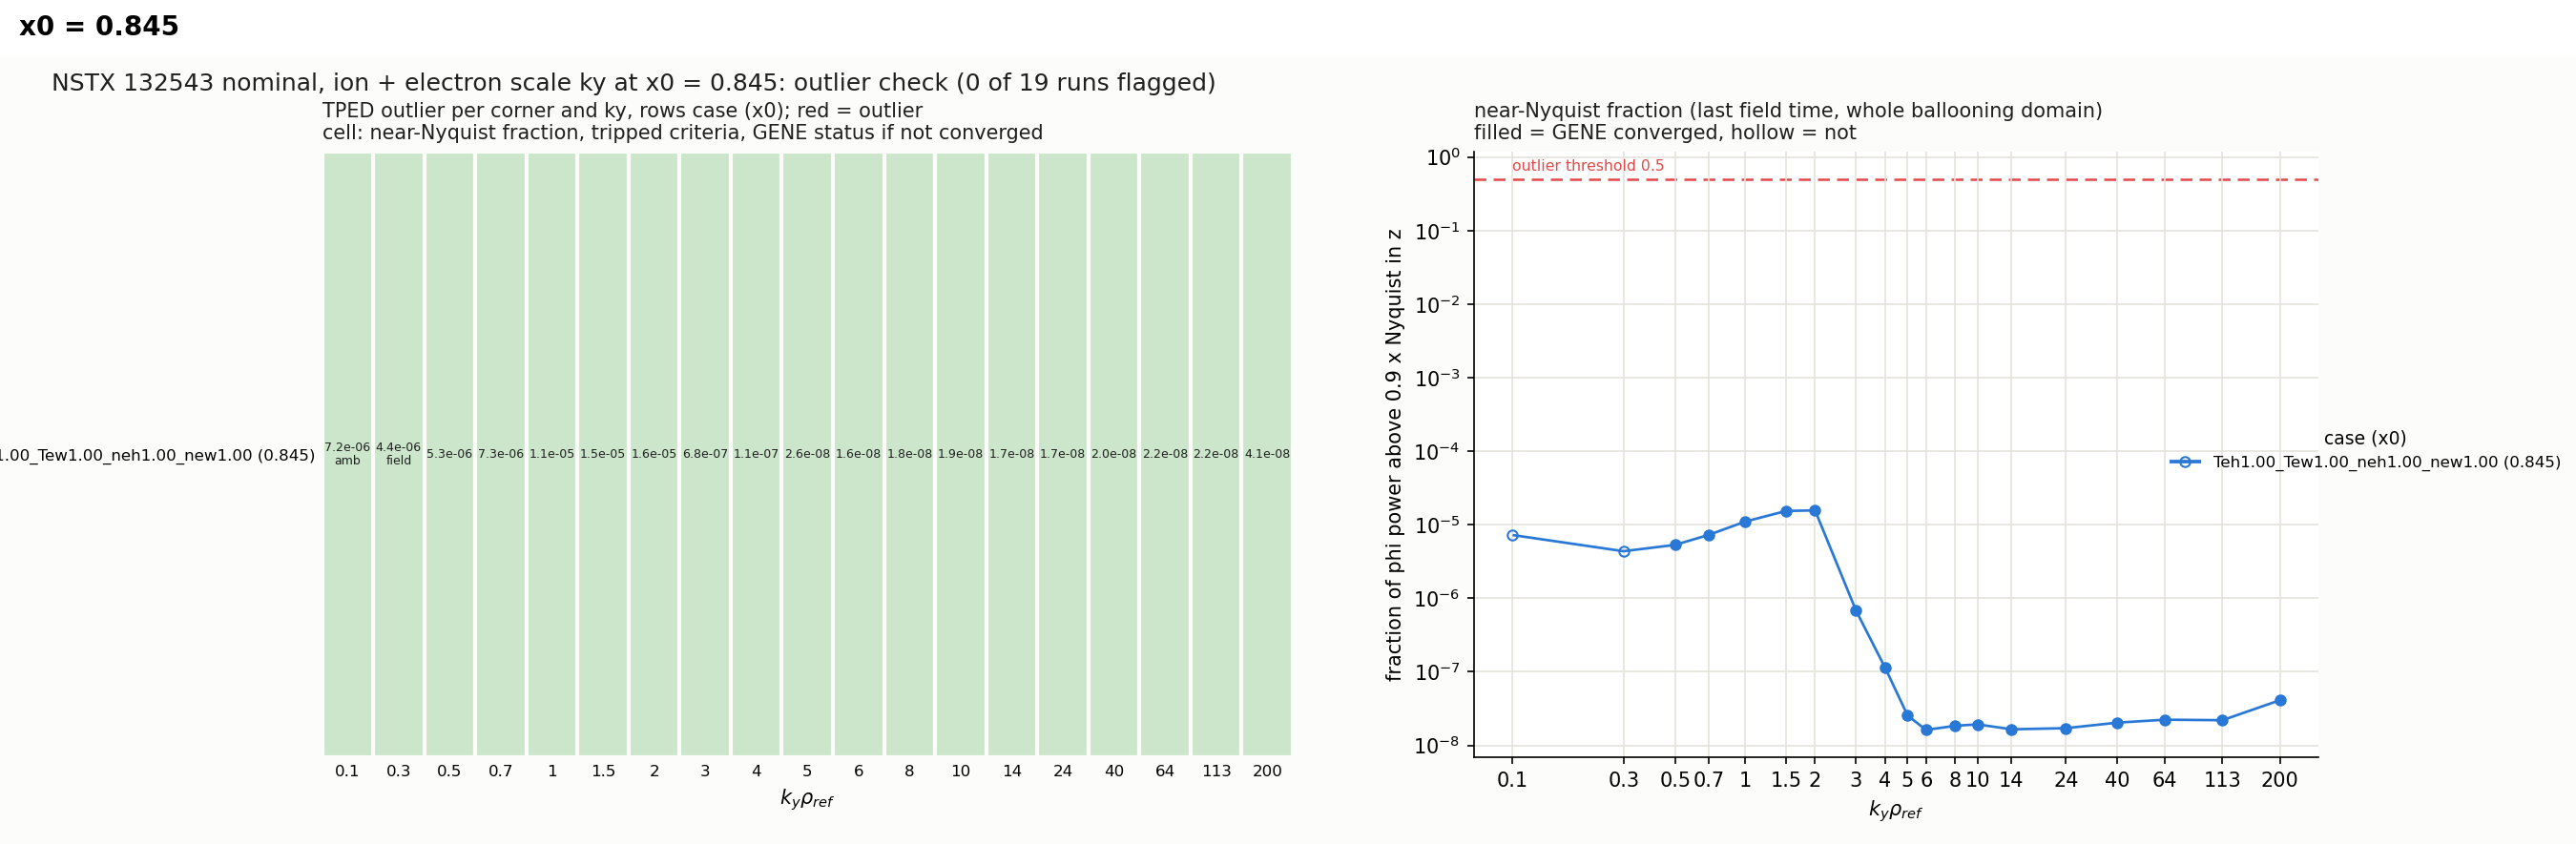 x0 = 0.845
NSTX 132543 nominal, ion + electron scale ky at x0 = 0.845: outlier check (0 of 19 runs flagged)
TPED outlier per corner and ky, rows case (x0); red = outlier
cell: near-Nyquist fraction, tripped criteria, GENE status if not converged
1.00_Tew1.00_neh1.00_new1.00 (0.845)
7.2e-06 4.4e-06 5.3e-06 7.3e-06 1.1e-05 1.5e-05 1.6e-05 6.8e-07 1.1e-07 2.6e-08 1.6e-08 1.8e-08 1.9e-08 1.7e-08 1.7e-08 2.0e-08 2.2e-08 2.2e-08 4.1e-08
amb field
0.1 0.3 0.5 0.7 1 1.5 2 3 4 5 6 8 10 14 24 40 64 113 200
k_yρ_ref
near-Nyquist fraction (last field time, whole ballooning domain)
filled = GENE converged, hollow = not
fraction of phi power above 0.9 x Nyquist in z
10⁰
10⁻¹
10⁻²
10⁻³
10⁻⁴
10⁻⁵
10⁻⁶
10⁻⁷
10⁻⁸
outlier threshold 0.5
case (x0)
Teh1.00_Tew1.00_neh1.00_new1.00 (0.845)
0.1 0.3 0.5 0.7 1 1.5 2 3 4 5 6 8 10 14 24 40 64 113 200
k_yρ_ref